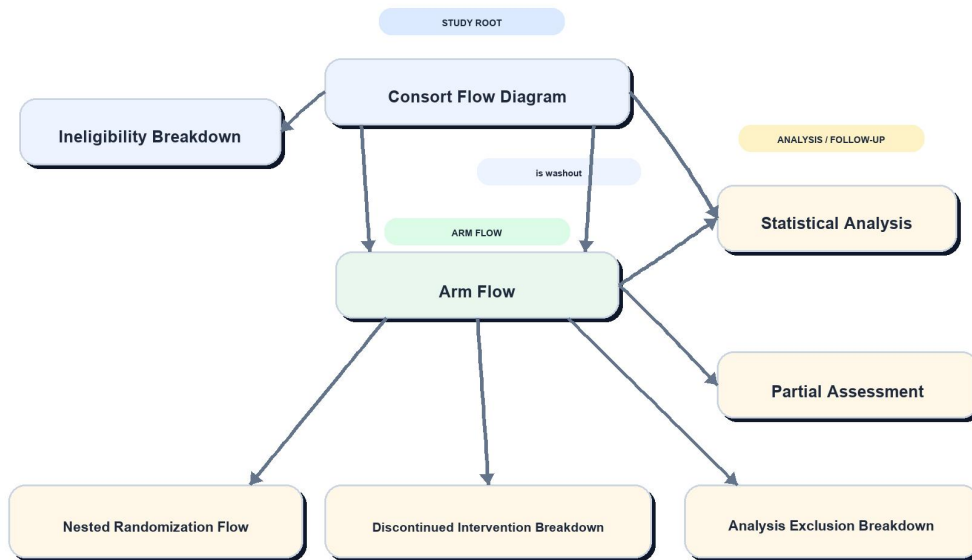 STUDY ROOT
Consort Flow Diagram
Ineligibility Breakdown
ANALYSIS / FOLLOW-UP
is washout
Statistical Analysis
ARM FLOW
Arm Flow
Partial Assessment
Nested Randomization Flow
Discontinued Intervention Breakdown
Analysis Exclusion Breakdown